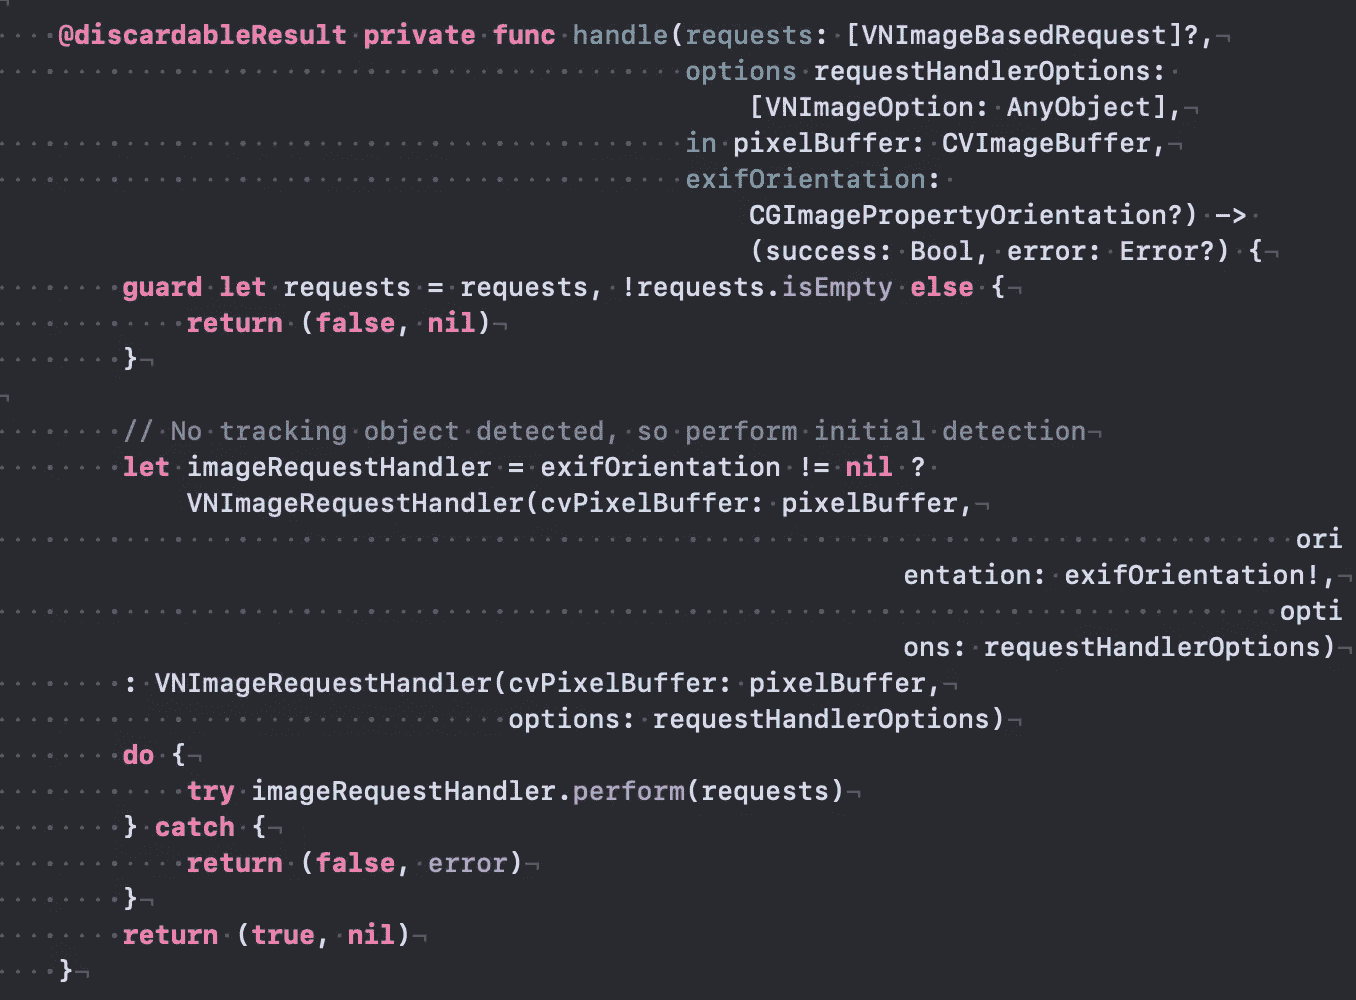 @discardableResult private func handle(requests: [VNImageBasedRequest]?,
options requestHandlerOptions:
[VNImageOption: AnyObject],
in pixelBuffer: CVImageBuffer,
exifOrientation:
CGImagePropertyOrientation?) ->
(success: Bool, error: Error?) {
guard let requests = requests, !requests.isEmpty else {
return (false, nil)
}
// No tracking object detected, so perform initial detection
let imageRequestHandler = exifOrientation != nil ?
VNImageRequestHandler(cvPixelBuffer: pixelBuffer,
ori
entation: exifOrientation!,
opti
ons: requestHandlerOptions)
: VNImageRequestHandler(cvPixelBuffer: pixelBuffer,
options: requestHandlerOptions)
do {
try imageRequestHandler.perform(requests)
} catch {
return (false, error)
}
return (true, nil)
}